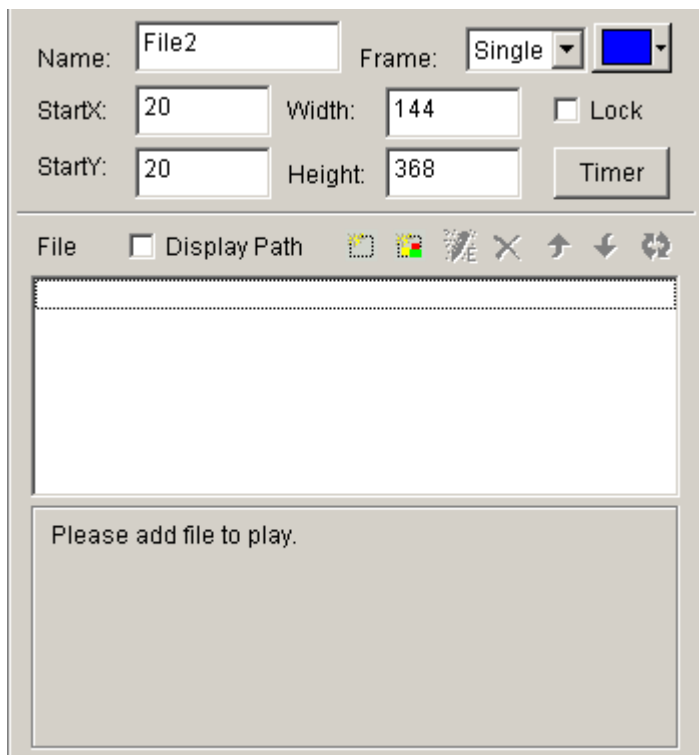 Name: File2 Frame: Single
StartX: 20 Width: 144 Lock
StartY: 20 Height: 368 Timer
File Display Path
Please add file to play.